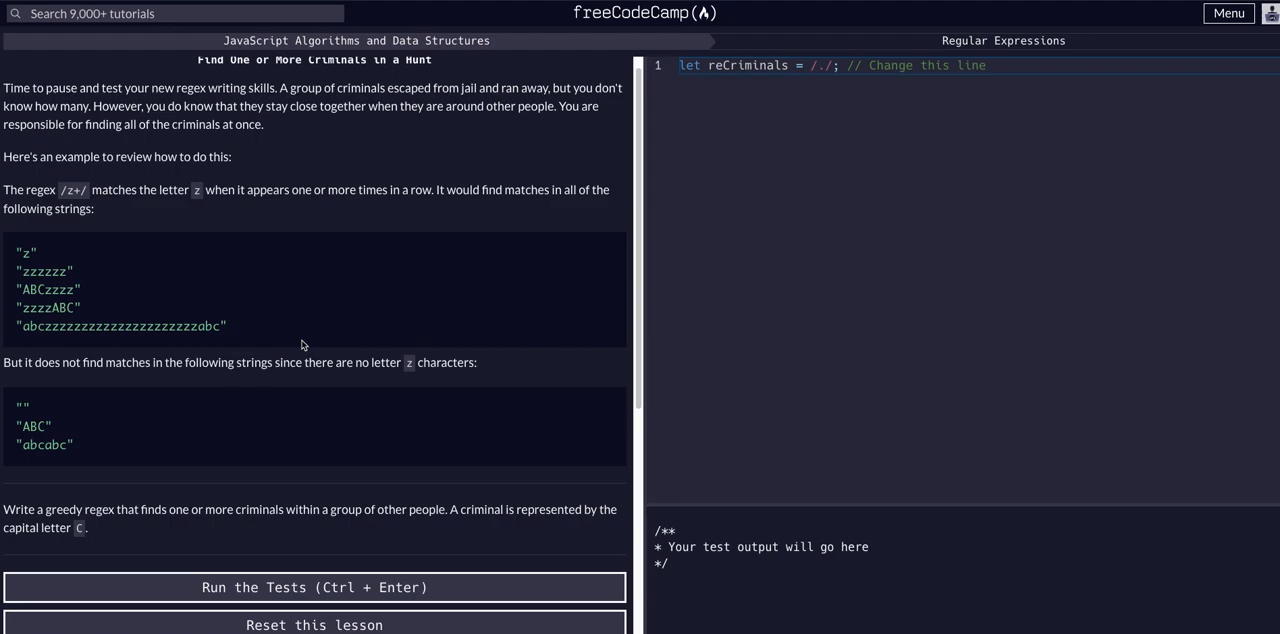 Search 9,000+ tutorials
freeCodeCamp
Menu
JavaScript Algorithms and Data Structures
Regular Expressions
Find One or More Criminals in a Hunt
Time to pause and test your new regex writing skills. A group of criminals escaped from jail and ran away, but you don't
know how many. However, you do know that they stay close together when they are around other people. You are
responsible for finding all of the criminals at once.
Here's an example to review how to do this:
The regex /z+/ matches the letter z when it appears one or more times in a row. It would find matches in all of the
following strings:
"z"
"zzzzzz"
"ABCzzzz"
"zzzzABC"
"abczzzzzzzzzzzzzzzzzzzzzabc"
But it does not find matches in the following strings since there are no letter z characters:
""
"ABC"
"abcabc"
Write a greedy regex that finds one or more criminals within a group of other people. A criminal is represented by the
capital letter C.
Run the Tests (Ctrl + Enter)
Reset this lesson
1 let reCriminals = /./; // Change this line
/**
* Your test output will go here
*/